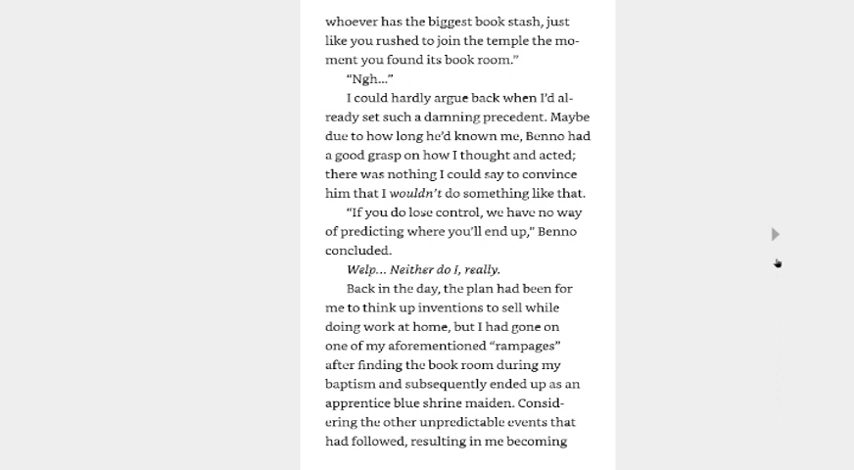 whoever has the biggest book stash, just
like you rushed to join the temple the mo-
ment you found its book room.”
“Ngh...”
I could hardly argue back when I’d al-
ready set such a damning precedent. Maybe
due to how long he’d known me, Benno had
a good grasp on how I thought and acted;
there was nothing I could say to convince
him that I wouldn’t do something like that.
“If you do lose control, we have no way
of predicting where you’ll end up,” Benno
concluded.
Welp... Neither do I, really.
Back in the day, the plan had been for
me to think up inventions to sell while
doing work at home, but I had gone on
one of my aforementioned “rampages”
after finding the book room during my
baptism and subsequently ended up as an
apprentice blue shrine maiden. Consid-
ering the other unpredictable events that
had followed, resulting in me becoming